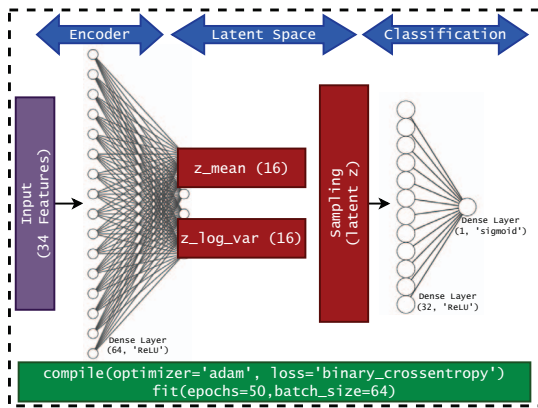 Encoder
Latent Space
Classification
Input
(34 Features)
z_mean (16)
z_log_var (16)
Sampling
(latent z)
Dense Layer
(1, 'sigmoid')
Dense Layer
(32, 'ReLU')
Dense Layer
(64, 'ReLU')
compile(optimizer='adam', loss='binary_crossentropy')
fit(epochs=50,batch_size=64)